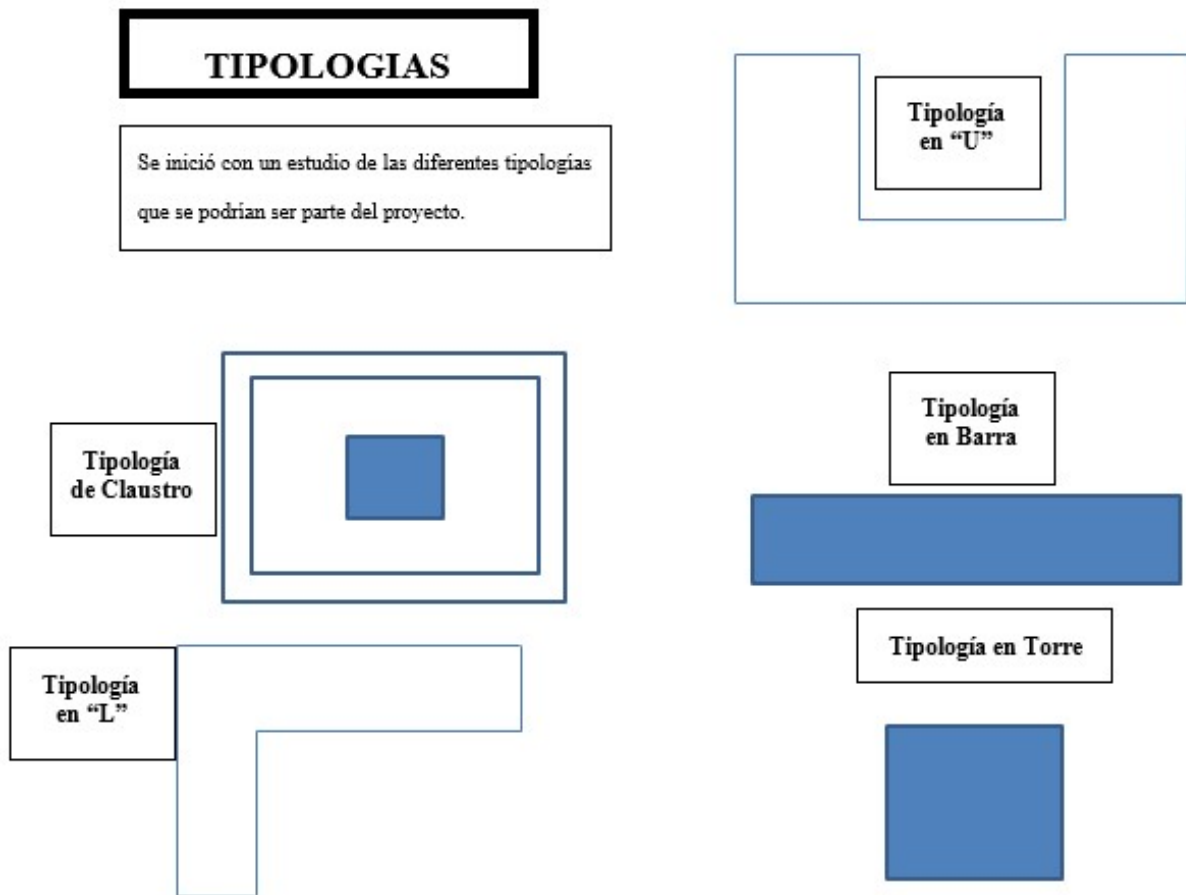 TIPOLOGIAS
Se inició con un estudio de las diferentes tipologías
que se podrían ser parte del proyecto.
Tipología
en “U”
Tipología
de Claustro
Tipología
en Barra
Tipología
en “L”
Tipología en Torre